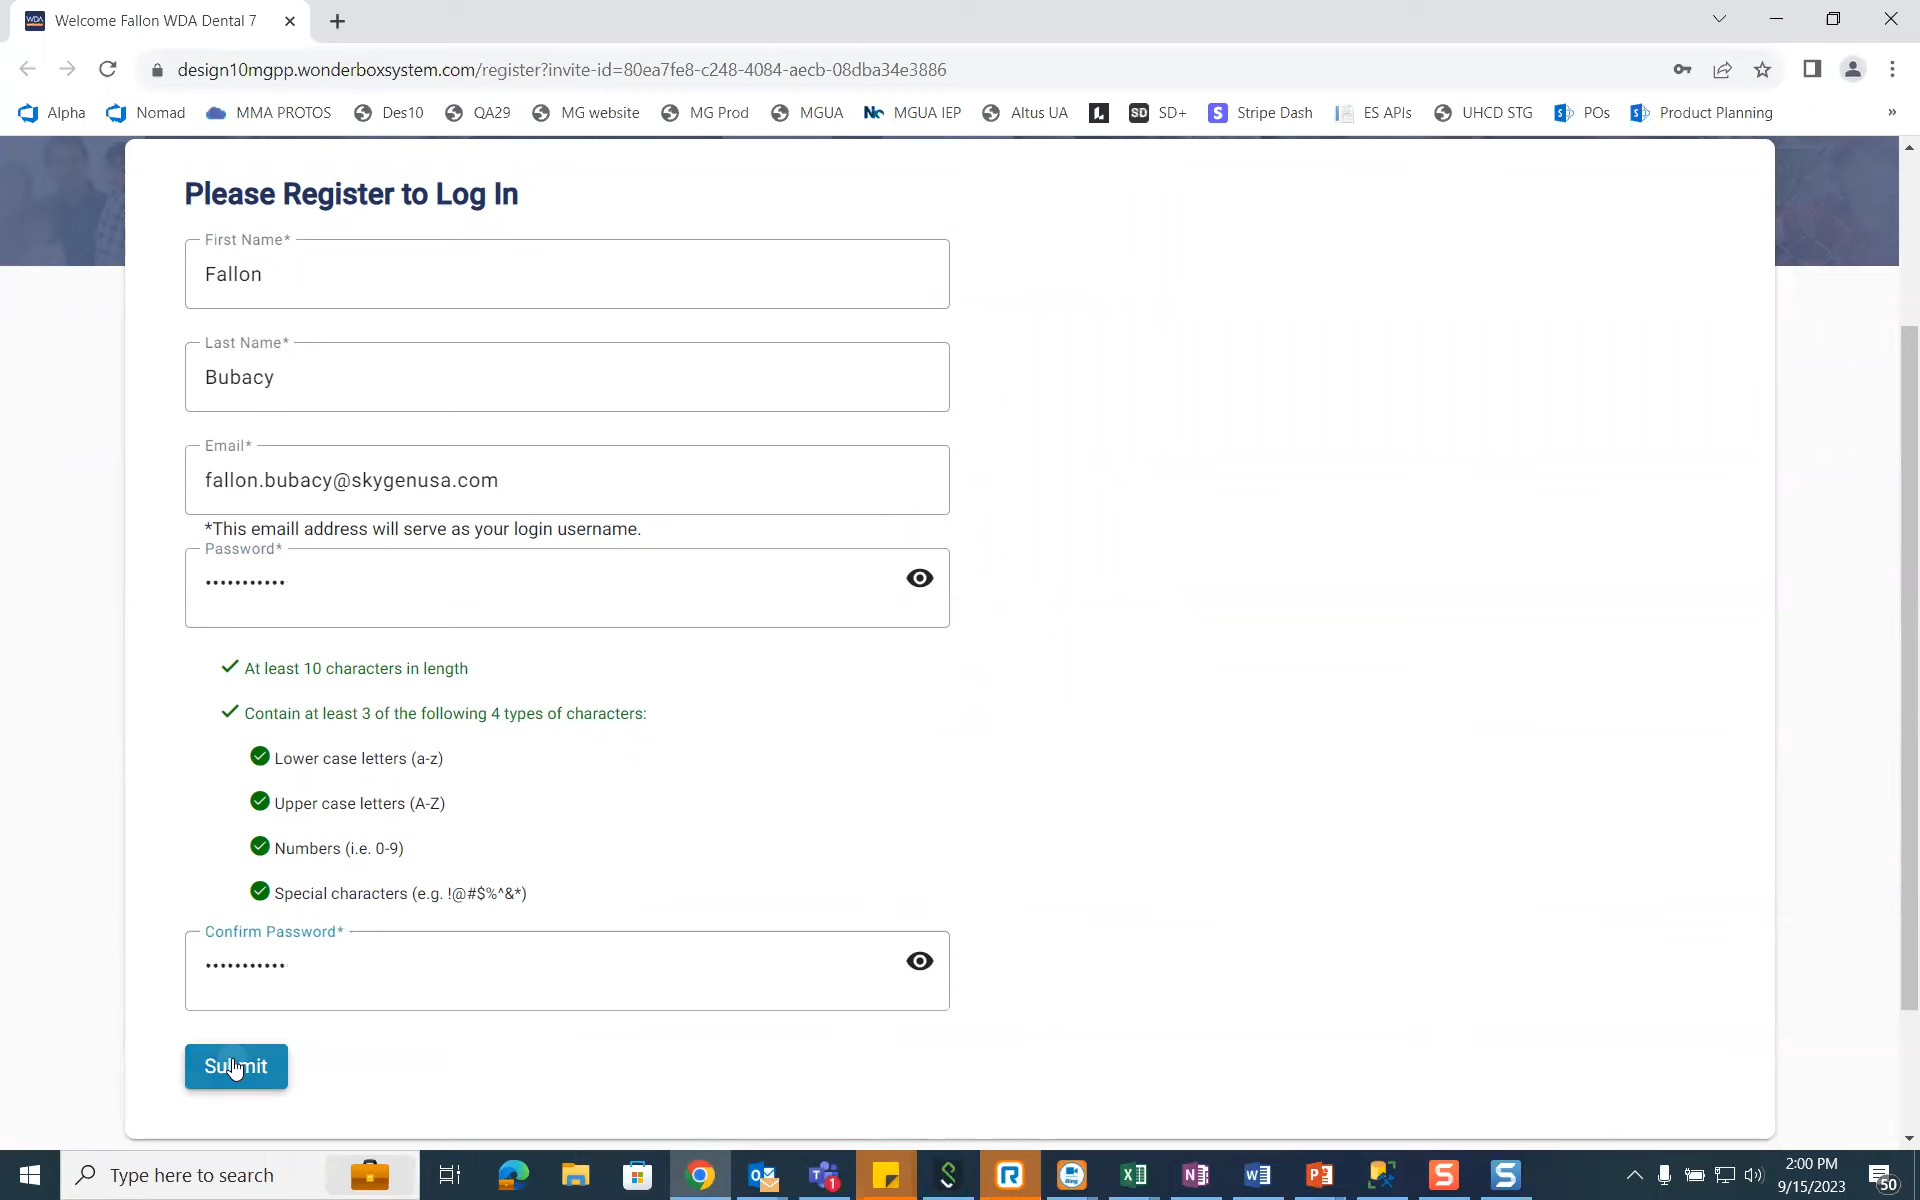 WDA Welcome Fallon WDA Dental 7
design10mgpp.wonderboxsystem.com/register?invite-id=80ea7fe8-c248-4084-aecb-08dba34e3886
Alpha Nomad MMA PROTOS Des10 QA29 MG website MG Prod MGUA Nc MGUA IEP Altus UA SD SD+ S Stripe Dash ES APIs UHCD STG POs Product Planning »
Please Register to Log In
First Name*
Fallon
Last Name*
Bubacy
Email*
fallon.bubacy@skygenusa.com
*This emaill address will serve as your login username.
Password*
•••••••••••
At least 10 characters in length
Contain at least 3 of the following 4 types of characters:
Lower case letters (a-z)
Upper case letters (A-Z)
Numbers (i.e. 0-9)
Special characters (e.g. !@#$%^&*)
Confirm Password*
•••••••••••
Submit
Type here to search
2:00 PM
9/15/2023
50